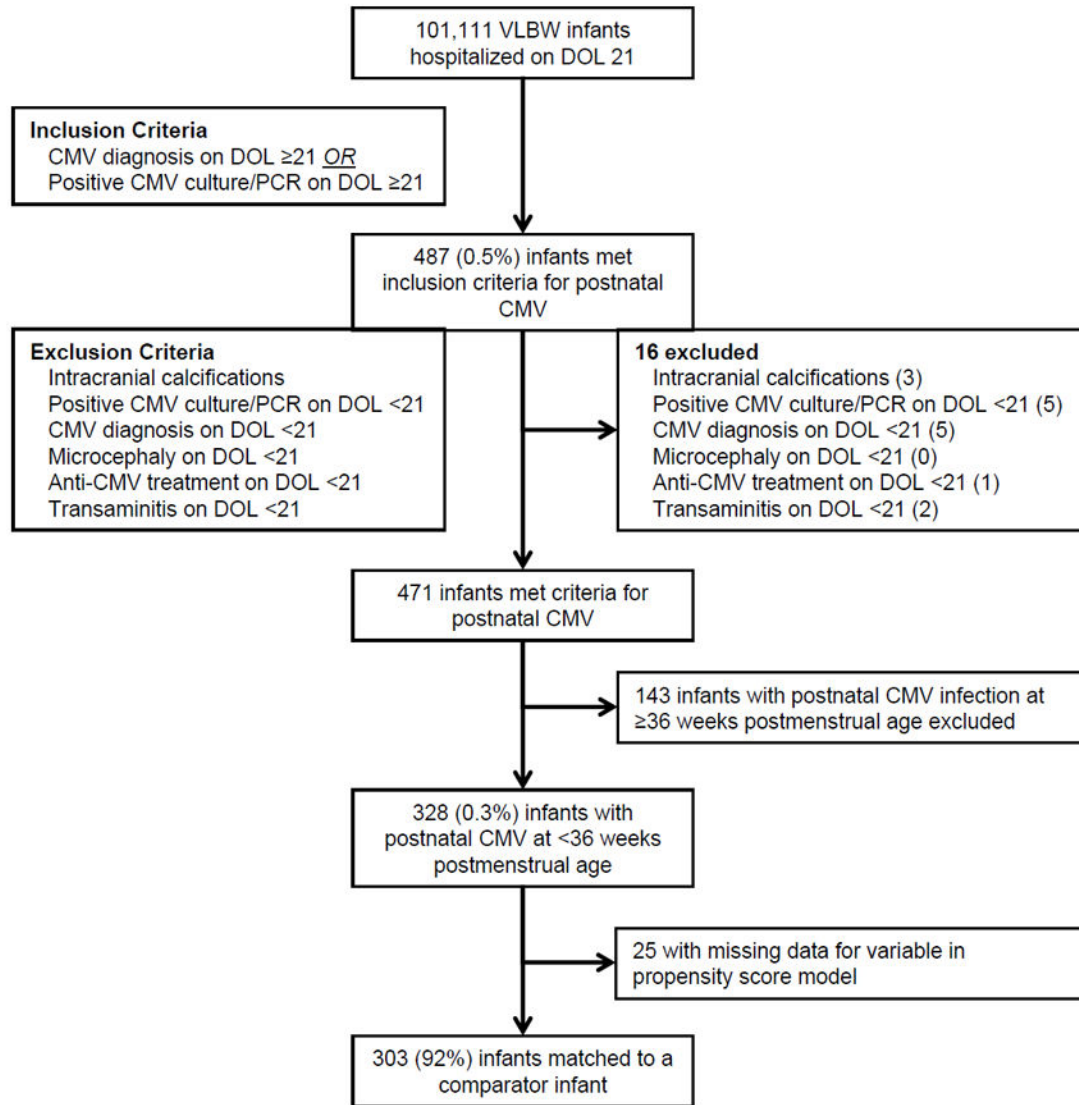 101,111 VLBW infants
hospitalized on DOL 21
Inclusion Criteria
CMV diagnosis on DOL ≥21 OR
Positive CMV culture/PCR on DOL ≥21
487 (0.5%) infants met
inclusion criteria for postnatal
CMV
Exclusion Criteria
Intracranial calcifications
Positive CMV culture/PCR on DOL <21
CMV diagnosis on DOL <21
Microcephaly on DOL <21
Anti-CMV treatment on DOL <21
Transaminitis on DOL <21
16 excluded
Intracranial calcifications (3)
Positive CMV culture/PCR on DOL <21 (5)
CMV diagnosis on DOL <21 (5)
Microcephaly on DOL <21 (0)
Anti-CMV treatment on DOL <21 (1)
Transaminitis on DOL <21 (2)
471 infants met criteria for
postnatal CMV
143 infants with postnatal CMV infection at
≥36 weeks postmenstrual age excluded
328 (0.3%) infants with
postnatal CMV at <36 weeks
postmenstrual age
25 with missing data for variable in
propensity score model
303 (92%) infants matched to a
comparator infant